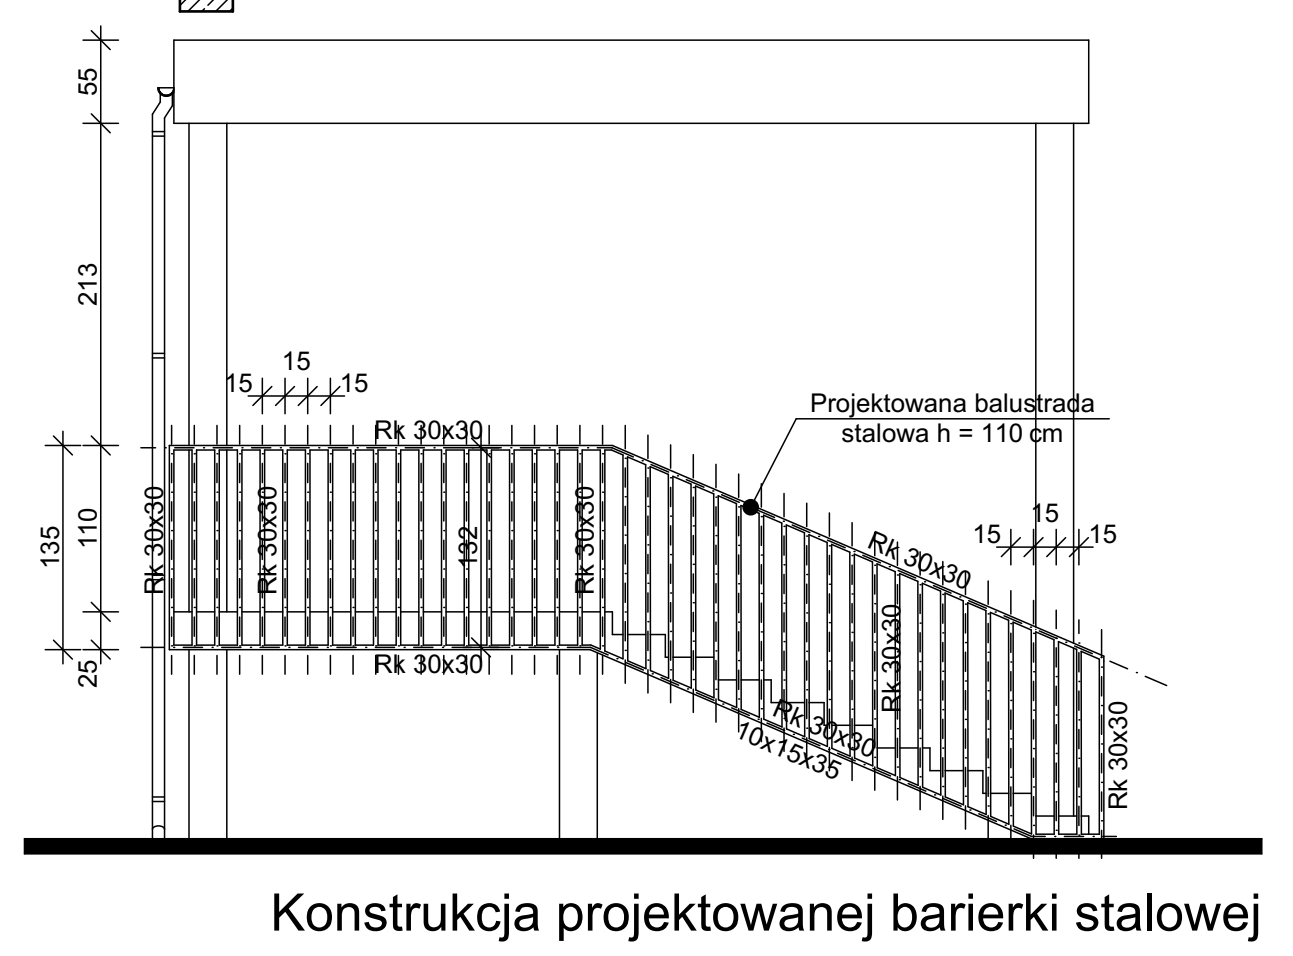 55
213
15
15
15
Projektowana balustrada
stalowa h = 110 cm
Rk 30x30
135
110
25
Rk 30x30
Rk 30x30
132
Rk 30x30
Rk 30x30
15
15
15
Rk 30x30
Rk 30x30
Rk 30x30
10x15x35
Rk 30x30
Konstrukcja projektowanej barierki stalowej